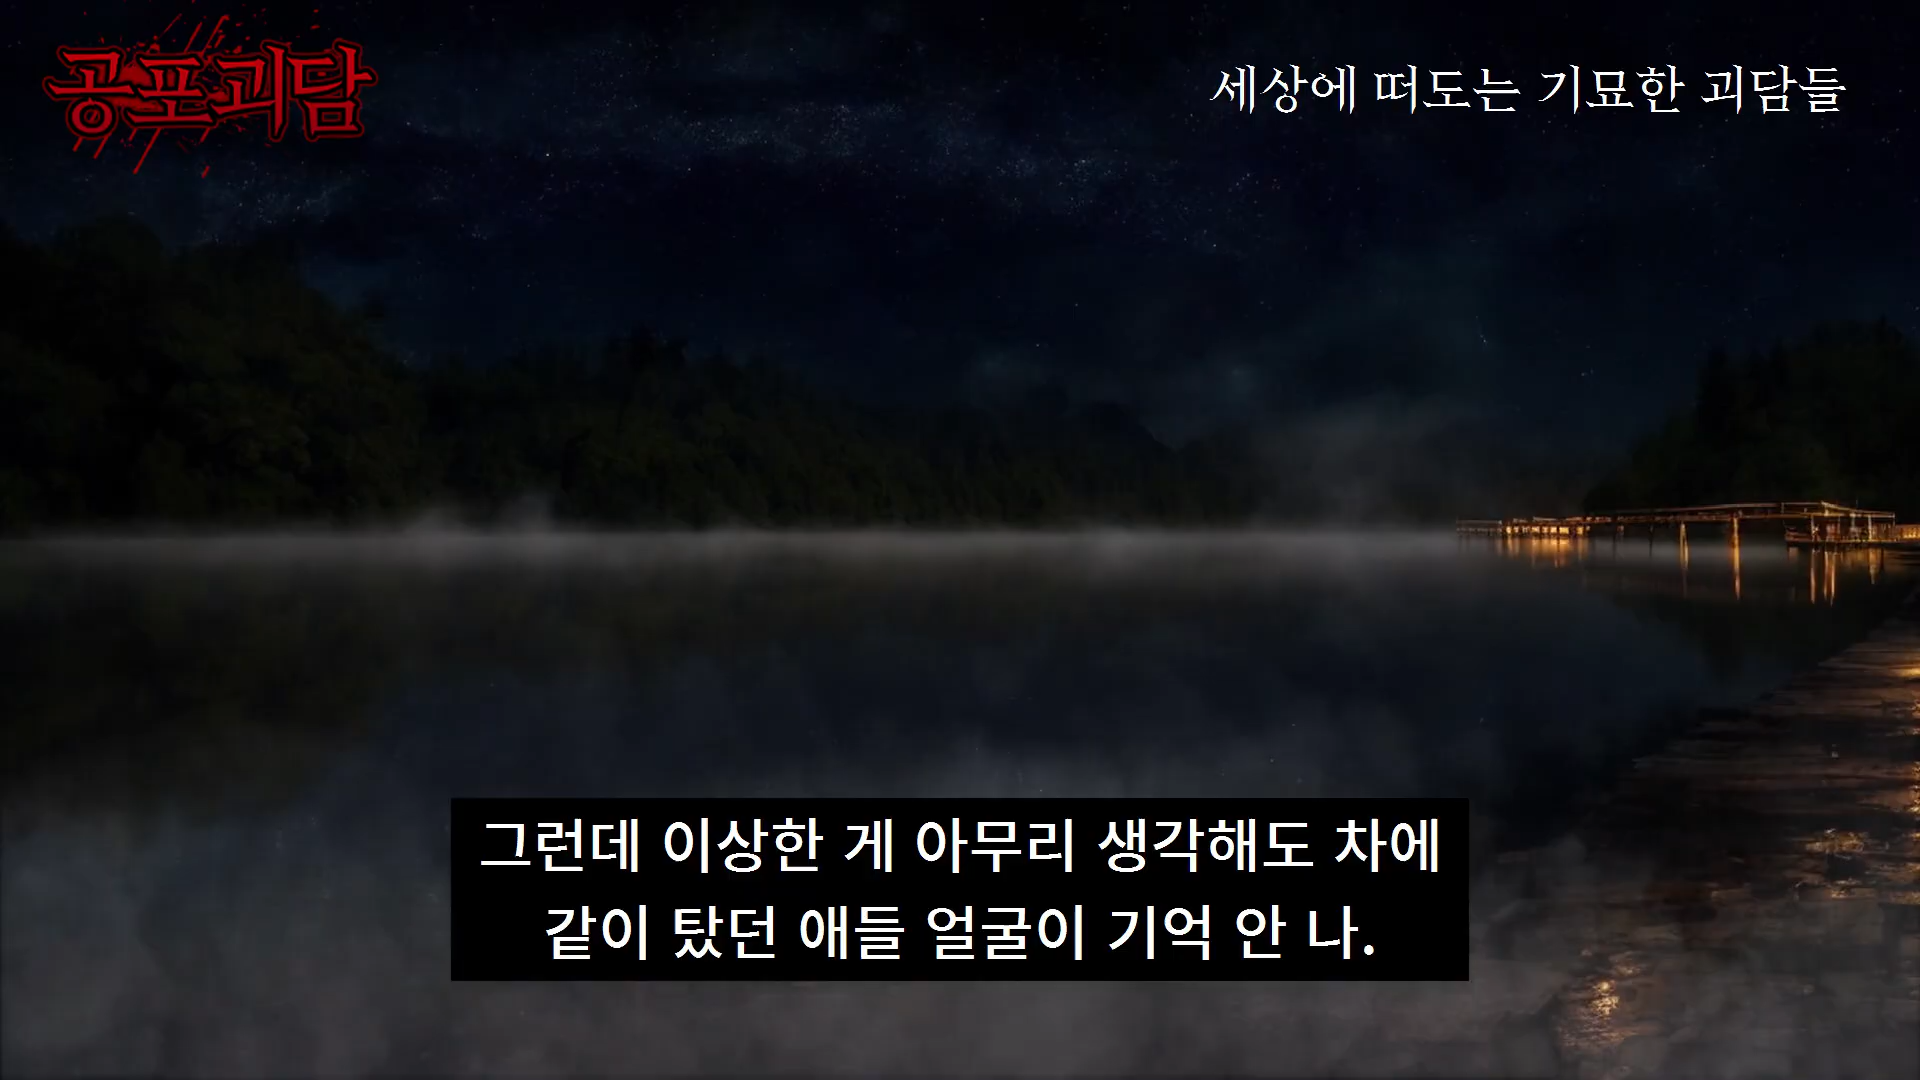 공포괴담
세상에 떠도는 기묘한 괴담들
그런데 이상한 게 아무리 생각해도 차에
같이 탔던 애들 얼굴이 기억 안 나.